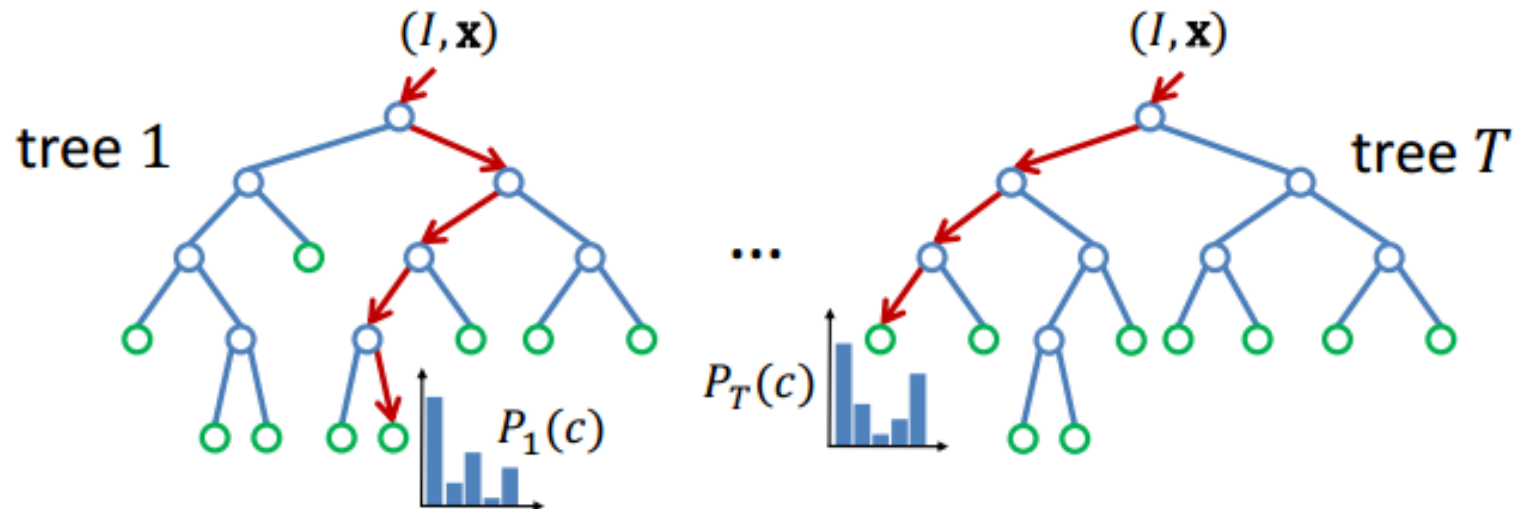 (I, x)
(I, x)
tree 1
tree T
...
P_T(c)
P_1(c)